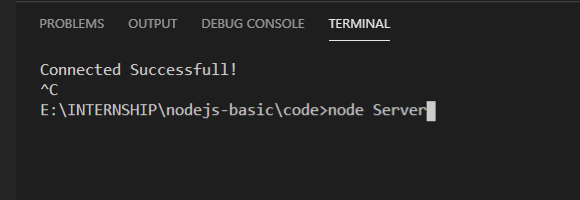 PROBLEMS OUTPUT DEBUG CONSOLE TERMINAL
Connected Successfull!
^C
E:\INTERNSHIP\nodejs-basic\code>node Server